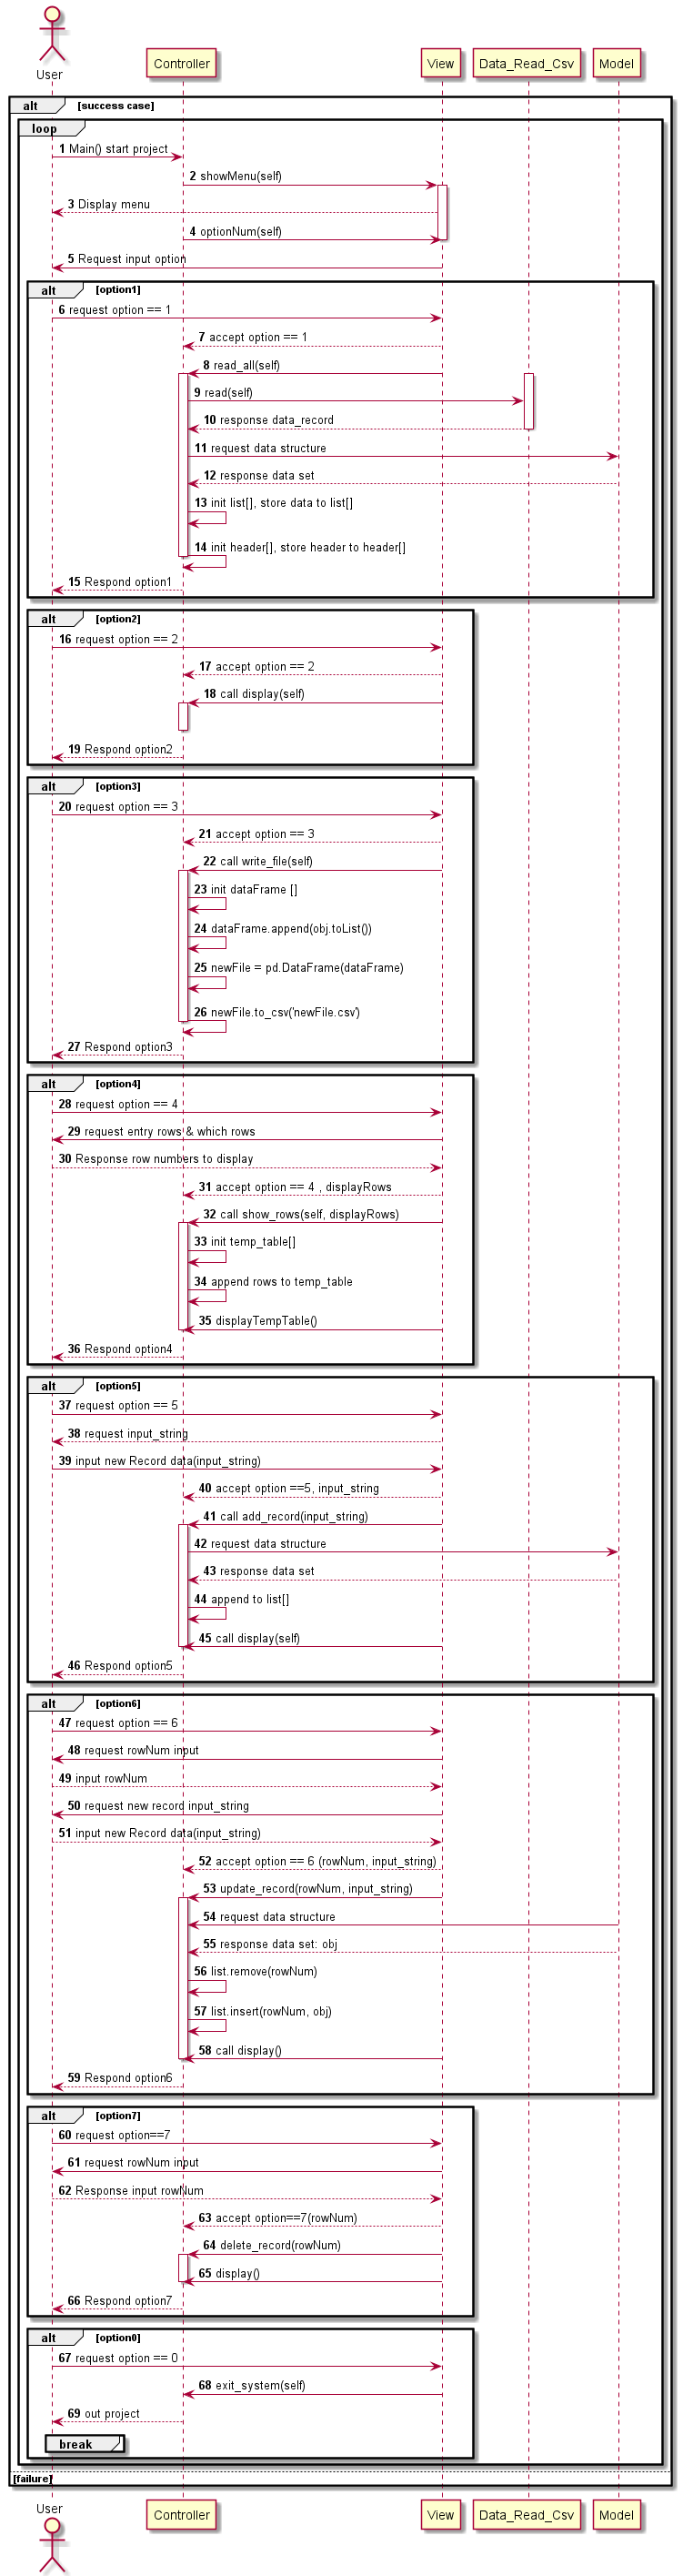 User
Controller
View
Data_Read_Csv
Model
alt [success case]
loop
1 Main() start project
2 showMenu(self)
3 Display menu
4 optionNum(self)
5 Request input option
alt [option1]
6 request option == 1
7 accept option == 1
8 read_all(self)
9 read(self)
10 response data_record
11 request data structure
12 response data set
13 init list[], store data to list[]
14 init header[], store header to header[]
15 Respond option1
alt [option2]
16 request option == 2
17 accept option == 2
18 call display(self)
19 Respond option2
alt [option3]
20 request option == 3
21 accept option == 3
22 call write_file(self)
23 init dataFrame []
24 dataFrame.append(obj.toList())
25 newFile = pd.DataFrame(dataFrame)
26 newFile.to_csv('newFile.csv')
27 Respond option3
alt [option4]
28 request option == 4
29 request entry rows & which rows
30 Response row numbers to display
31 accept option == 4 , displayRows
32 call show_rows(self, displayRows)
33 init temp_table[]
34 append rows to temp_table
35 displayTempTable()
36 Respond option4
alt [option5]
37 request option == 5
38 request input_string
39 input new Record data(input_string)
40 accept option ==5, input_string
41 call add_record(input_string)
42 request data structure
43 response data set
44 append to list[]
45 call display(self)
46 Respond option5
alt [option6]
47 request option == 6
48 request rowNum input
49 input rowNum
50 request new record input_string
51 input new Record data(input_string)
52 accept option == 6 (rowNum, input_string)
53 update_record(rowNum, input_string)
54 request data structure
55 response data set: obj
56 list.remove(rowNum)
57 list.insert(rowNum, obj)
58 call display()
59 Respond option6
alt [option7]
60 request option==7
61 request rowNum input
62 Response input rowNum
63 accept option==7(rowNum)
64 delete_record(rowNum)
65 display()
66 Respond option7
alt [option0]
67 request option == 0
68 exit_system(self)
69 out project
break
[failure]
User
Controller
View
Data_Read_Csv
Model